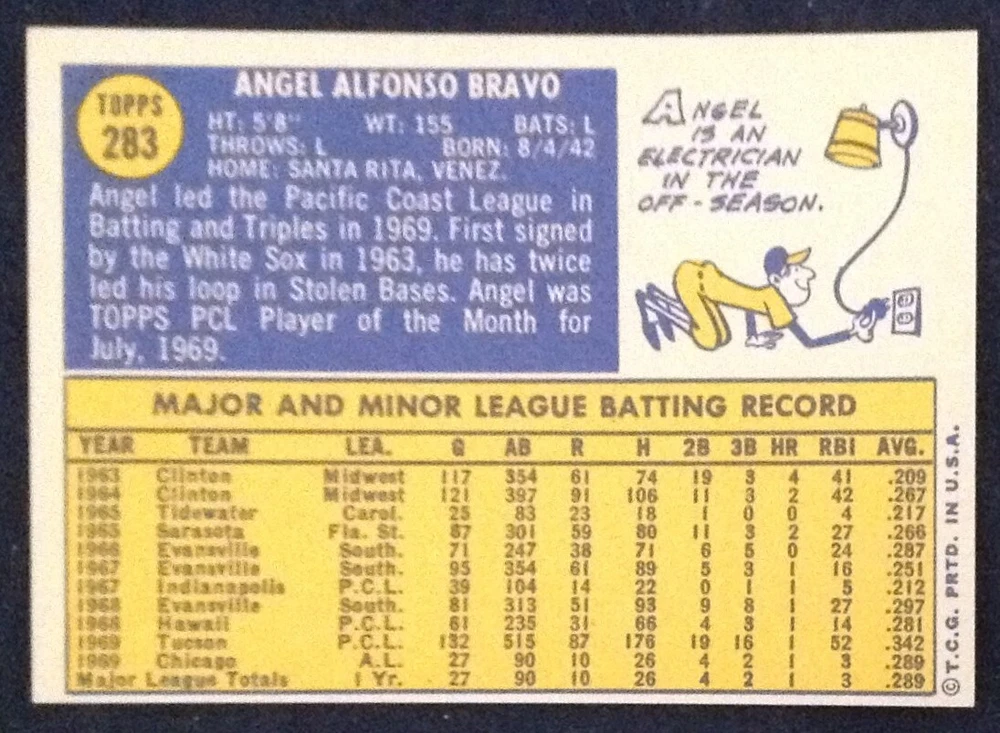 TOPPS
283
ANGEL ALFONSO BRAVO
HT: 5'8" WT: 155 BATS: L
THROWS: L BORN: 8/4/42
HOME: SANTA RITA, VENEZ.
Angel led the Pacific Coast League in
Batting and Triples in 1969. First signed
by the White Sox in 1963, he has twice
led his loop in Stolen Bases. Angel was
TOPPS PCL Player of the Month for
July, 1969.
ANGEL
IS AN
ELECTRICIAN
IN THE
OFF-SEASON.
MAJOR AND MINOR LEAGUE BATTING RECORD
YEAR TEAM LEA. G AB R H 2B 3B HR RBI AVG.
1963 Clinton Midwest 117 354 61 74 19 3 4 41 .209
1964 Clinton Midwest 121 397 91 106 11 3 2 42 .267
1965 Tidewater Carol. 25 83 23 18 1 0 0 4 .217
1965 Sarasota Fla. St. 87 301 59 80 11 3 2 27 .266
1966 Evansville South. 71 247 38 71 6 5 0 24 .287
1967 Evansville South. 95 354 61 89 5 3 1 16 .251
1967 Indianapolis P.C.L. 39 104 14 22 0 1 1 5 .212
1968 Evansville South. 81 313 51 93 9 8 1 27 .297
1968 Hawaii P.C.L. 61 235 31 66 4 3 1 14 .281
1969 Tucson P.C.L. 132 515 87 176 19 16 1 52 .342
1969 Chicago A.L. 27 90 10 26 4 2 1 3 .289
Major League Totals 1 Yr. 27 90 10 26 4 2 1 3 .289
© T.C.G. PRTD. IN U.S.A.